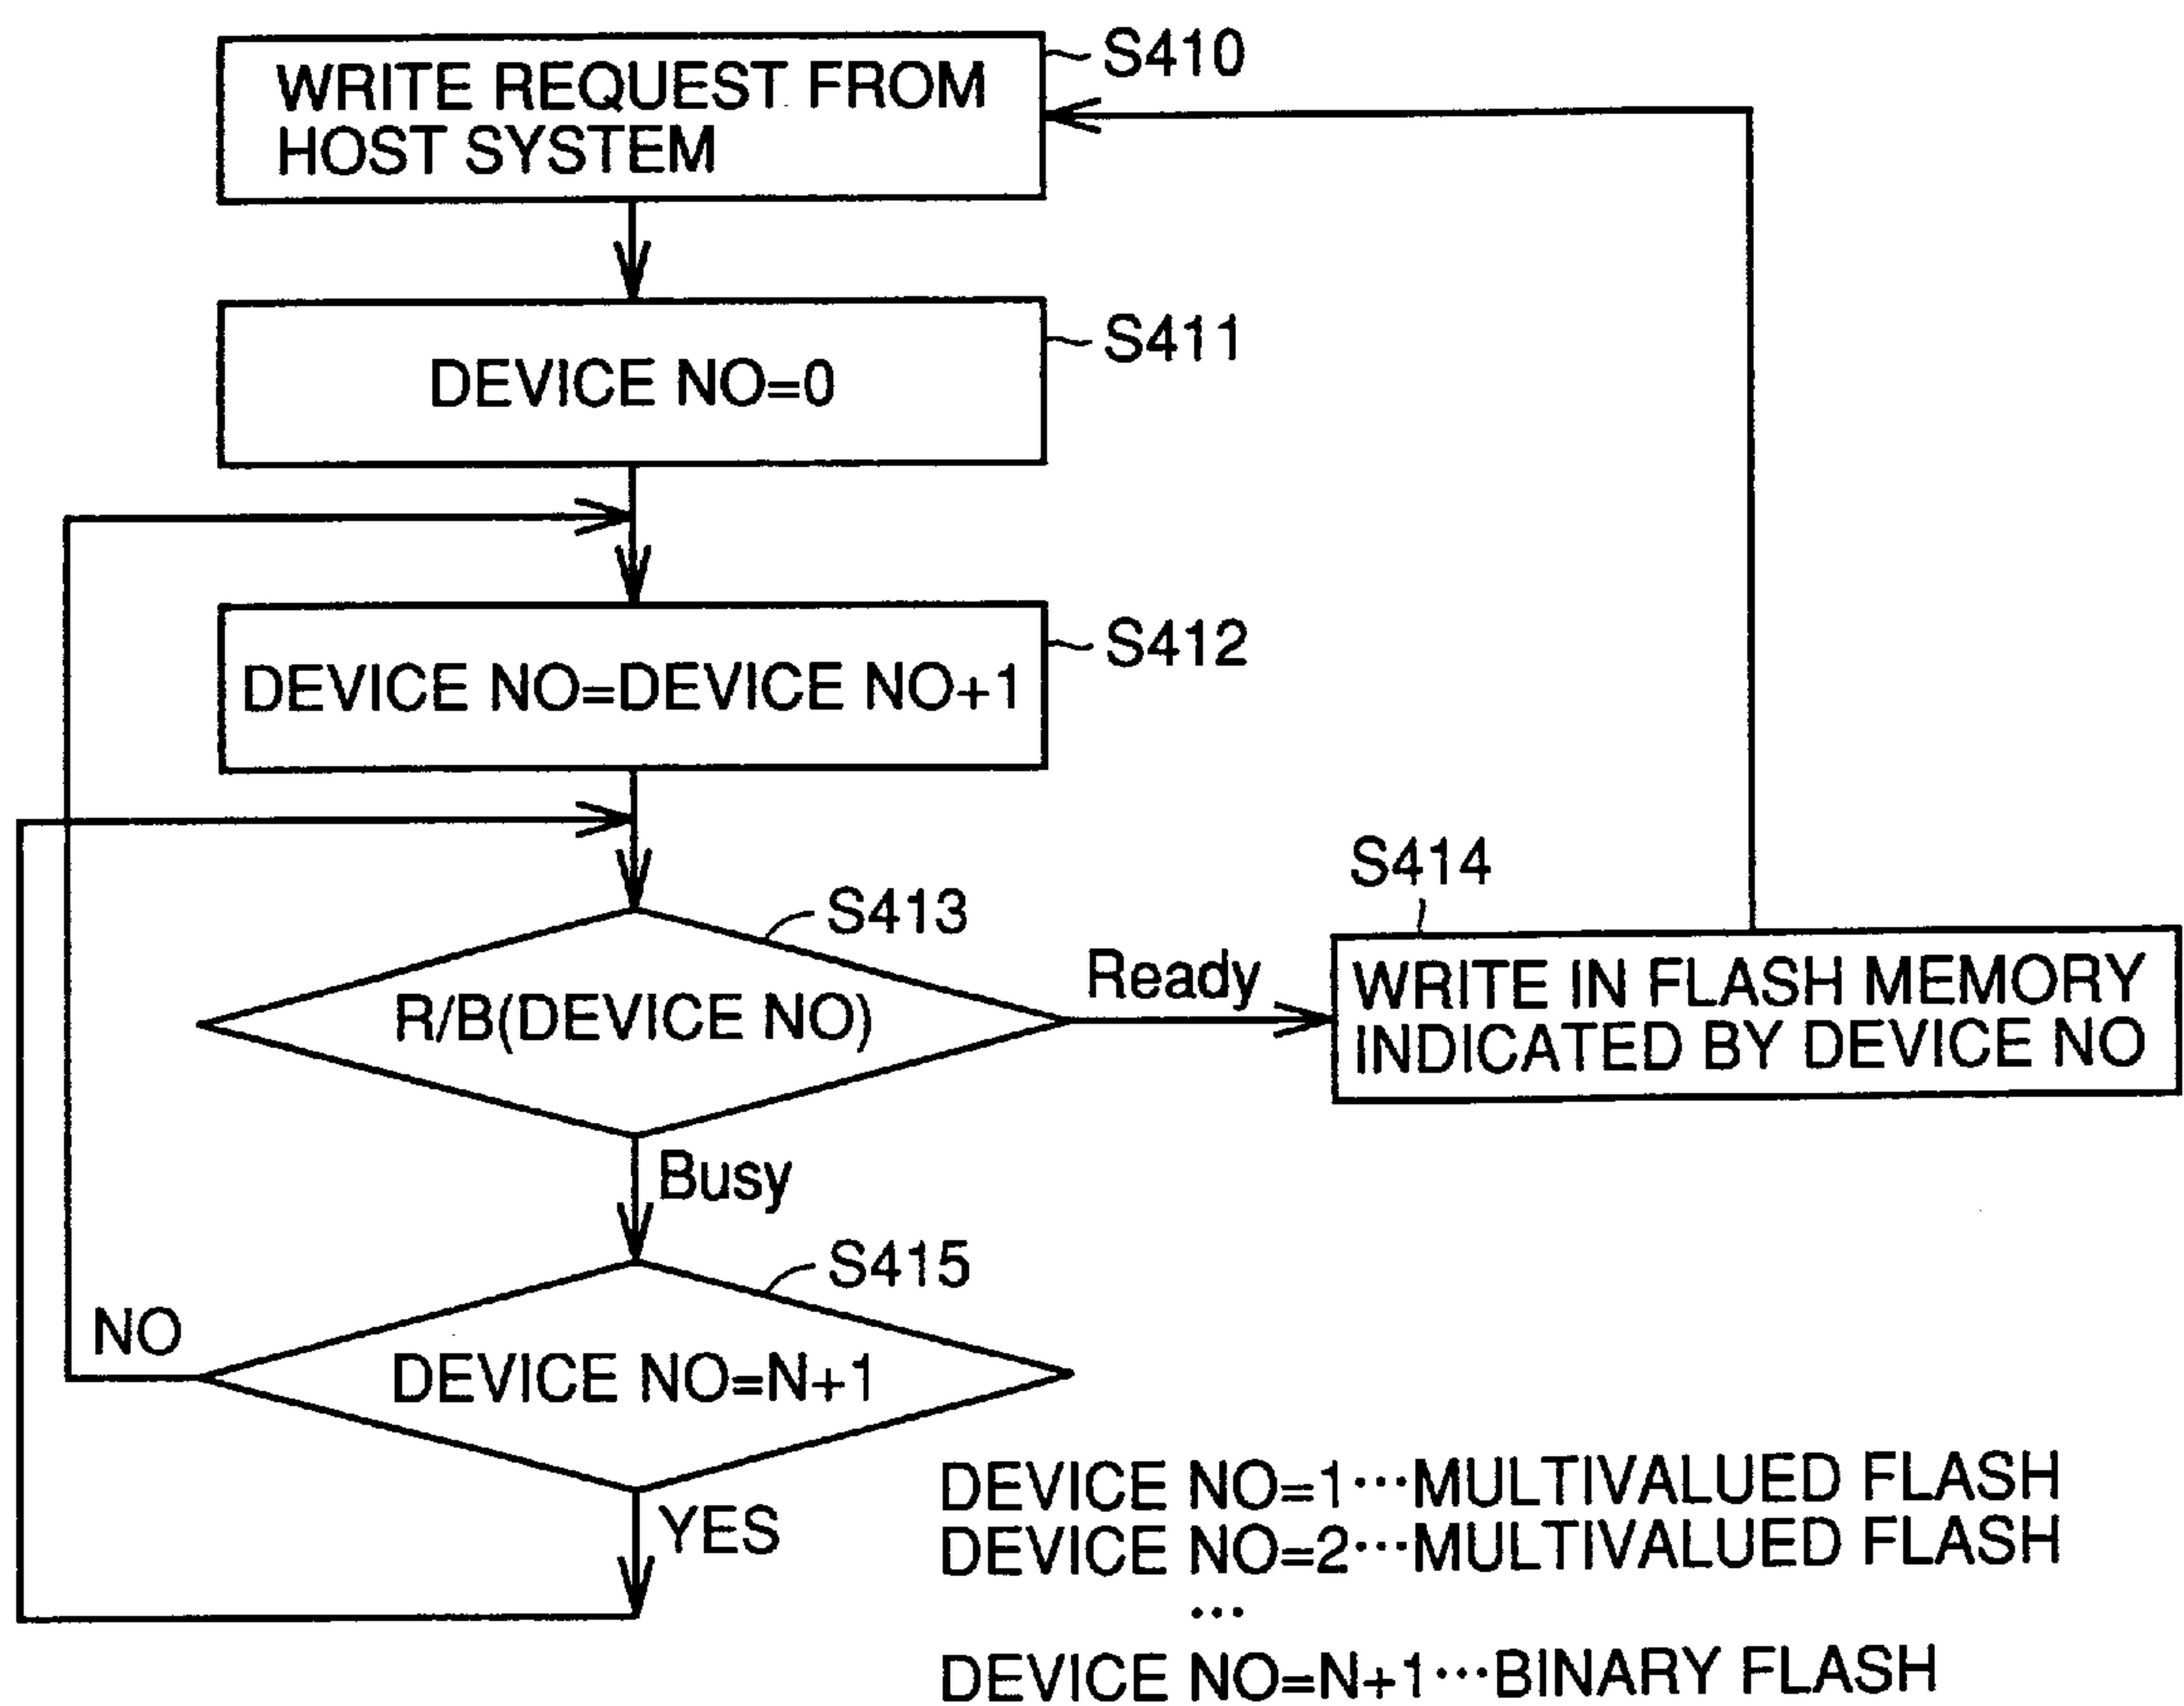 S410
WRITE REQUEST FROM
HOST SYSTEM
S411
DEVICE NO=0
S412
DEVICE NO=DEVICE NO+1
S413
R/B(DEVICE NO)
Ready
S414
WRITE IN FLASH MEMORY
INDICATED BY DEVICE NO
Busy
S415
NO
DEVICE NO=N+1
YES
DEVICE NO=1···MULTIVALUED FLASH
DEVICE NO=2···MULTIVALUED FLASH
···
DEVICE NO=N+1···BINARY FLASH